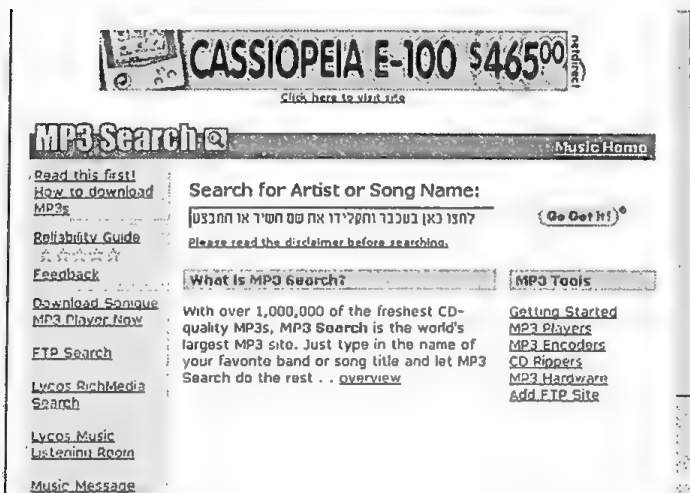 CASSIOPEIA E-100 $46500
netdirect
Click here to visit site
MP3 Search
Music Home
Read this first!
How to download
MP3s
Reliability Guide
Feedback
Download Sonique
MP3 Player Now
FTP Search
Lycos RichMedia
Search
Lycos Music
Listening Room
Music Message
Search for Artist or Song Name:
לחצו כאן בעכבר ותקלידו את שם השיר או המבצע
Go Get It!
Please read the disclaimer before searching.
What is MP3 Search?
With over 1,000,000 of the freshest CD-
quality MP3s, MP3 Search is the world's
largest MP3 site. Just type in the name of
your favorite band or song title and let MP3
Search do the rest . . overview
MP3 Tools
Getting Started
MP3 Players
MP3 Encoders
CD Rippers
MP3 Hardware
Add FTP Site